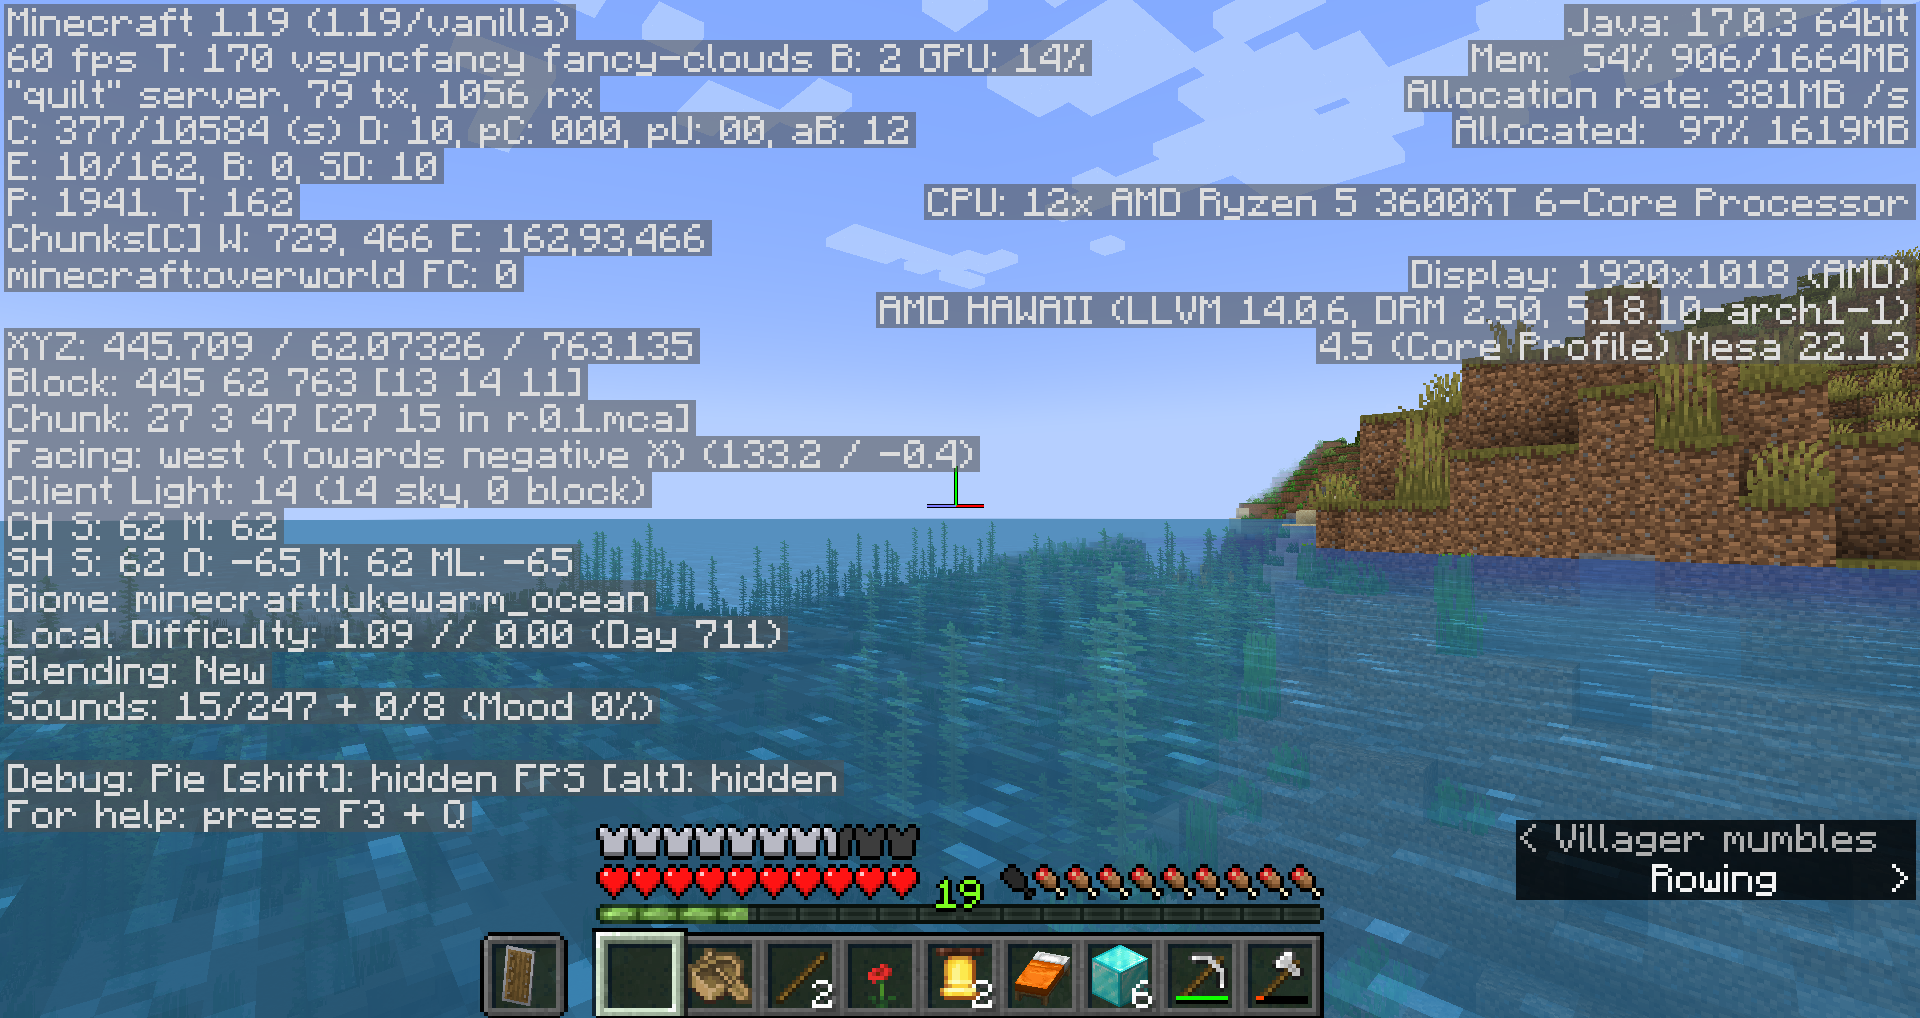 Minecraft 1.19 (1.19/vanilla)
60 fps T: 170 vsyncfancy fancy-clouds B: 2 GPU: 14%
"quilt" server, 79 tx, 1056 rx
C: 377/10584 (s) D: 10, pC: 000, pU: 00, aB: 12
E: 10/162, B: 0, SD: 10
P: 1941. T: 162
Chunks[C] W: 729, 466 E: 162,93,466
minecraft:overworld FC: 0
XYZ: 445.709 / 62.07326 / 763.135
Block: 445 62 763 [13 14 11]
Chunk: 27 3 47 [27 15 in r.0.1.mca]
Facing: west (Towards negative X) (133.2 / -0.4)
Client Light: 14 (14 sky, 0 block)
CH S: 62 M: 62
SH S: 62 O: -65 M: 62 ML: -65
Biome: minecraft:lukewarm_ocean
Local Difficulty: 1.09 // 0.00 (Day 711)
Blending: New
Sounds: 15/247 + 0/8 (Mood 0%)
Debug: Pie [shift]: hidden FPS [alt]: hidden
For help: press F3 + Q
Java: 17.0.3 64bit
Mem: 54% 906/1664MB
Allocation rate: 381MB /s
Allocated: 97% 1619MB
CPU: 12x AMD Ryzen 5 3600XT 6-Core Processor
Display: 1920x1018 (AMD)
AMD HAWAII (LLVM 14.0.6, DRM 2.50, 5.18.10-arch1-1)
4.5 (Core Profile) Mesa 22.1.3
< Villager mumbles
Rowing >
19
2
2
6